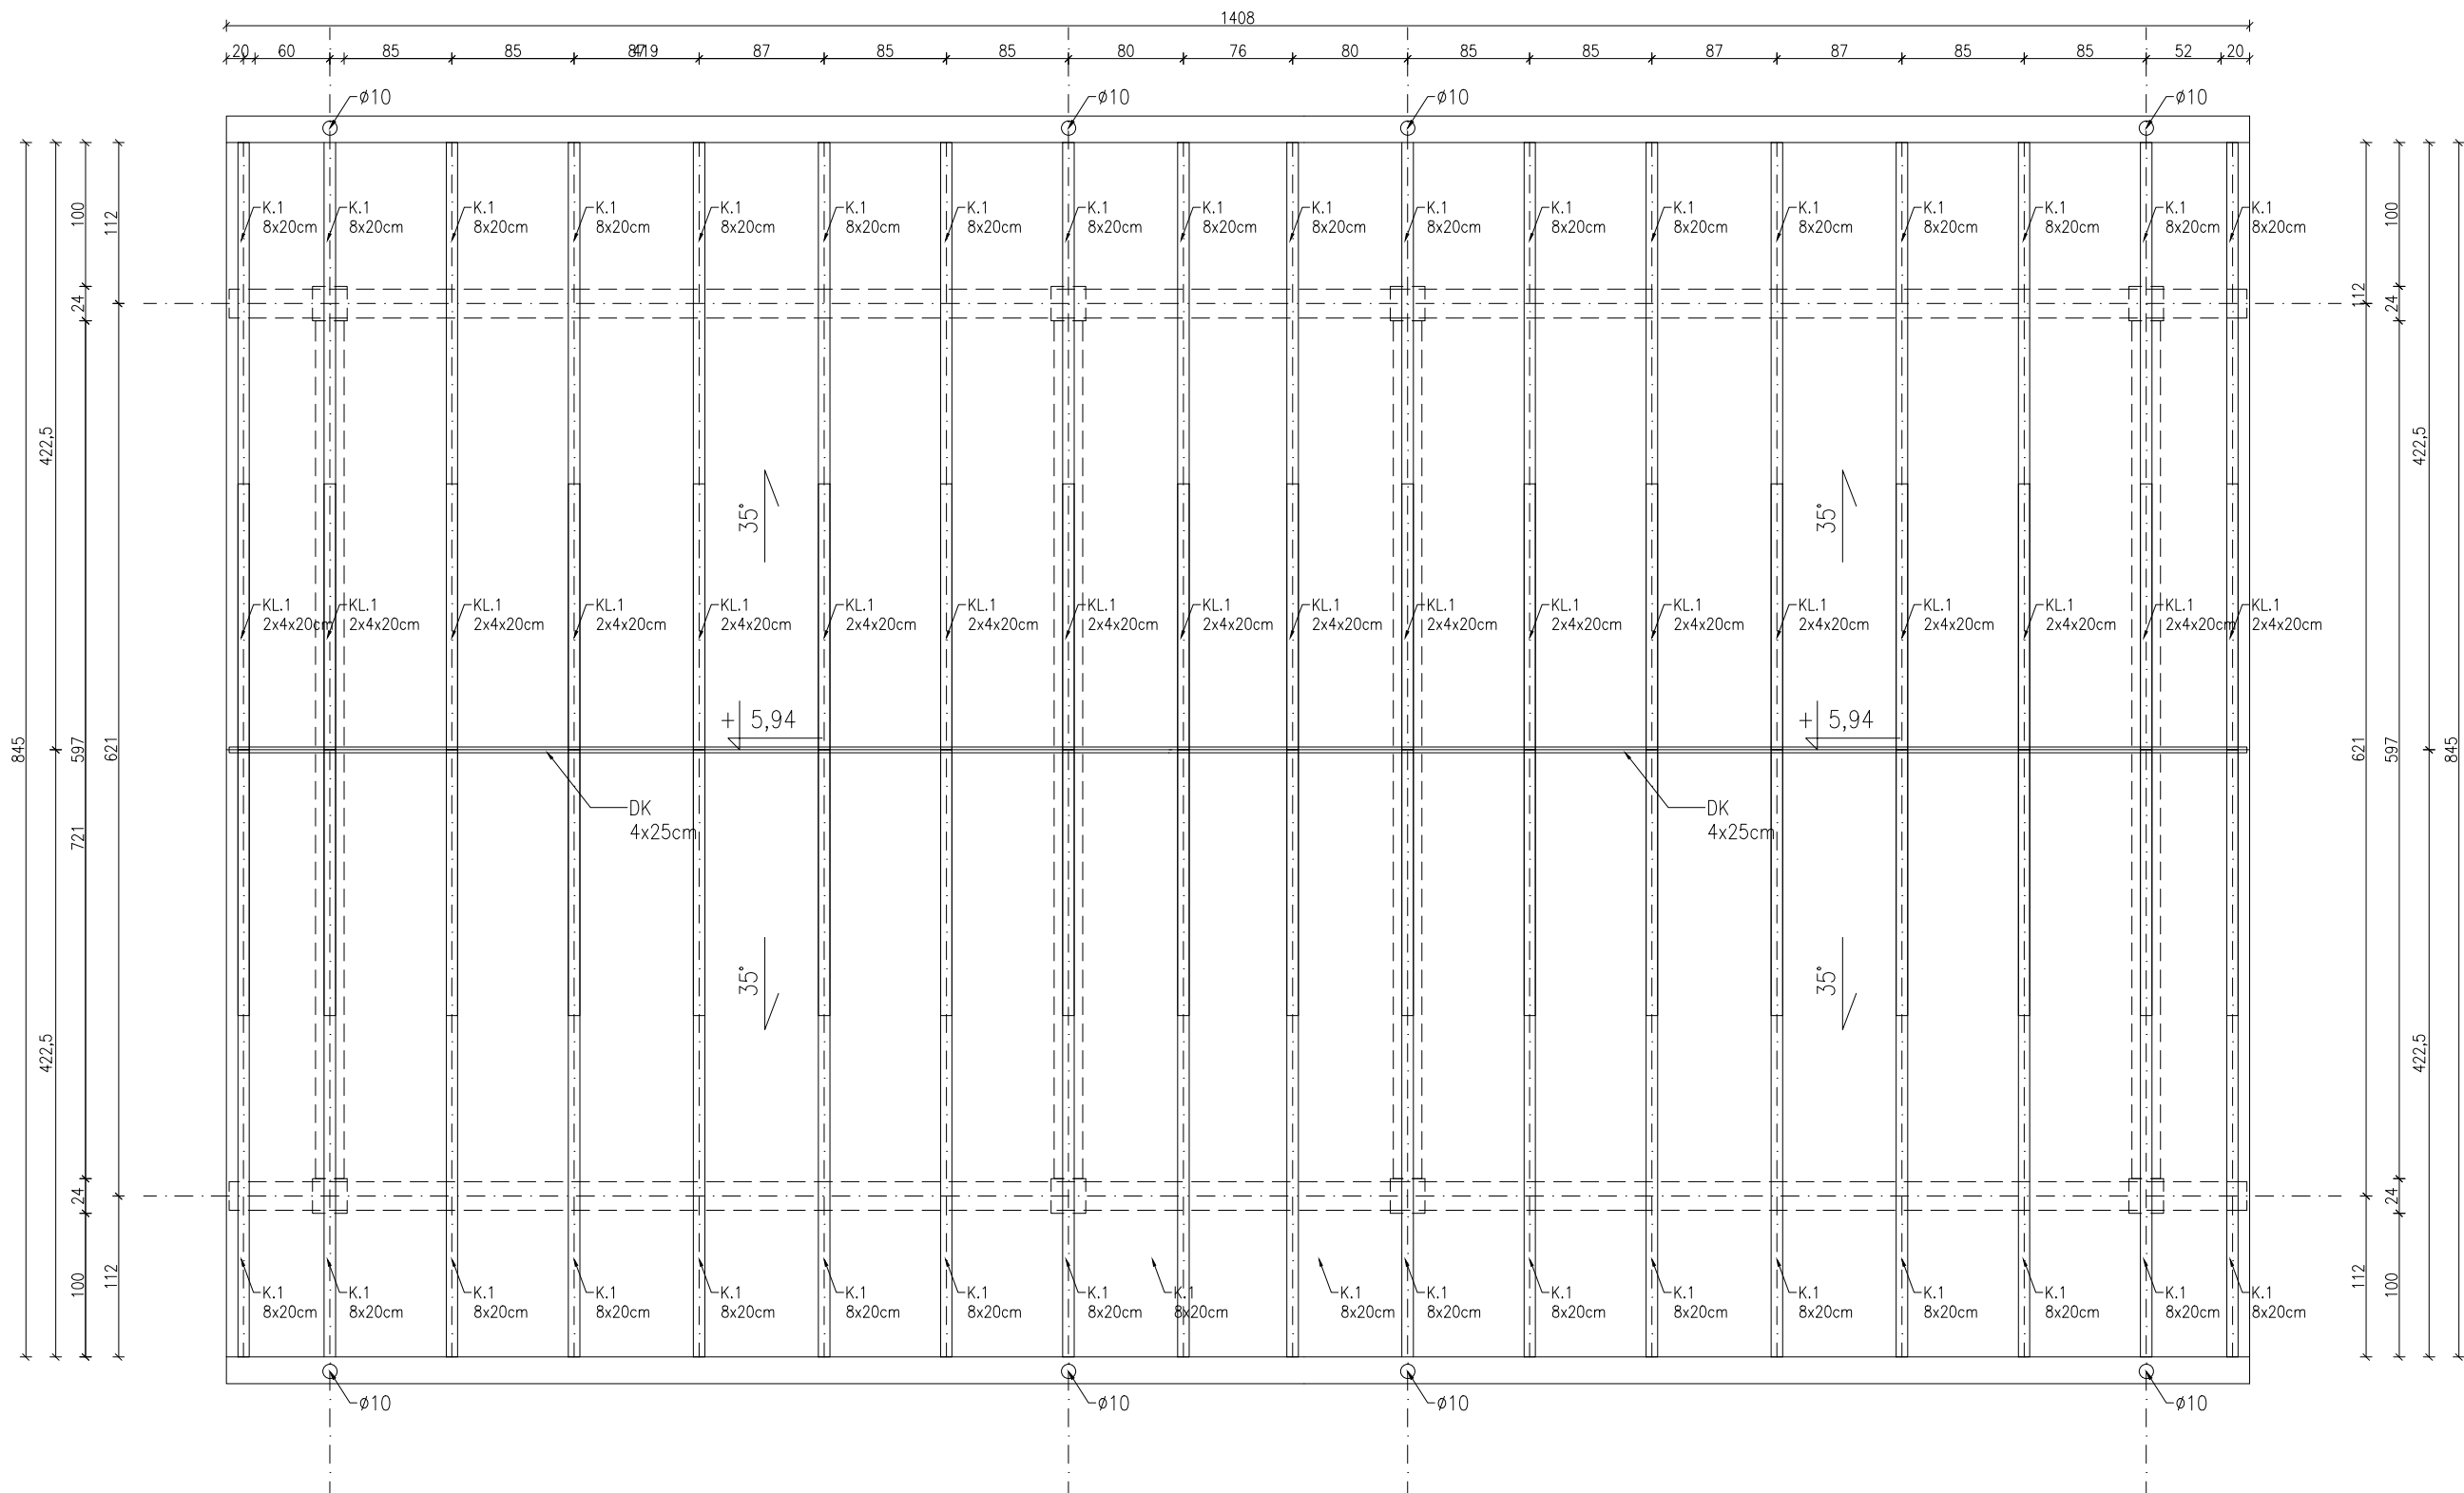 1408
20 60 85 85 87 419 87 85 85 80 76 80 85 85 87 87 85 85 52 20
ø10 ø10 ø10 ø10
K.1 K.1 K.1 K.1 K.1 K.1 K.1 K.1 K.1 K.1 K.1 K.1 K.1 K.1 K.1 K.1 K.1 K.1
8x20cm 8x20cm 8x20cm 8x20cm 8x20cm 8x20cm 8x20cm 8x20cm 8x20cm 8x20cm 8x20cm 8x20cm 8x20cm 8x20cm 8x20cm 8x20cm 8x20cm 8x20cm
100 112 100
24 112 24
422,5 422,5
35° 35°
KL.1 KL.1 KL.1 KL.1 KL.1 KL.1 KL.1 KL.1 KL.1 KL.1 KL.1 KL.1 KL.1 KL.1 KL.1 KL.1 KL.1 KL.1
2x4x20cm 2x4x20cm 2x4x20cm 2x4x20cm 2x4x20cm 2x4x20cm 2x4x20cm 2x4x20cm 2x4x20cm 2x4x20cm 2x4x20cm 2x4x20cm 2x4x20cm 2x4x20cm 2x4x20cm 2x4x20cm 2x4x20cm 2x4x20cm
+ 5,94 + 5,94
845 597 621 621 597 845
DK DK
4x25cm 4x25cm
721
35° 35°
422,5 422,5
24 24
100 112 112 100
K.1 K.1 K.1 K.1 K.1 K.1 K.1 K.1 K.1 K.1 K.1 K.1 K.1 K.1 K.1 K.1 K.1 K.1
8x20cm 8x20cm 8x20cm 8x20cm 8x20cm 8x20cm 8x20cm 8x20cm 8x20cm 8x20cm 8x20cm 8x20cm 8x20cm 8x20cm 8x20cm 8x20cm 8x20cm 8x20cm
ø10 ø10 ø10 ø10